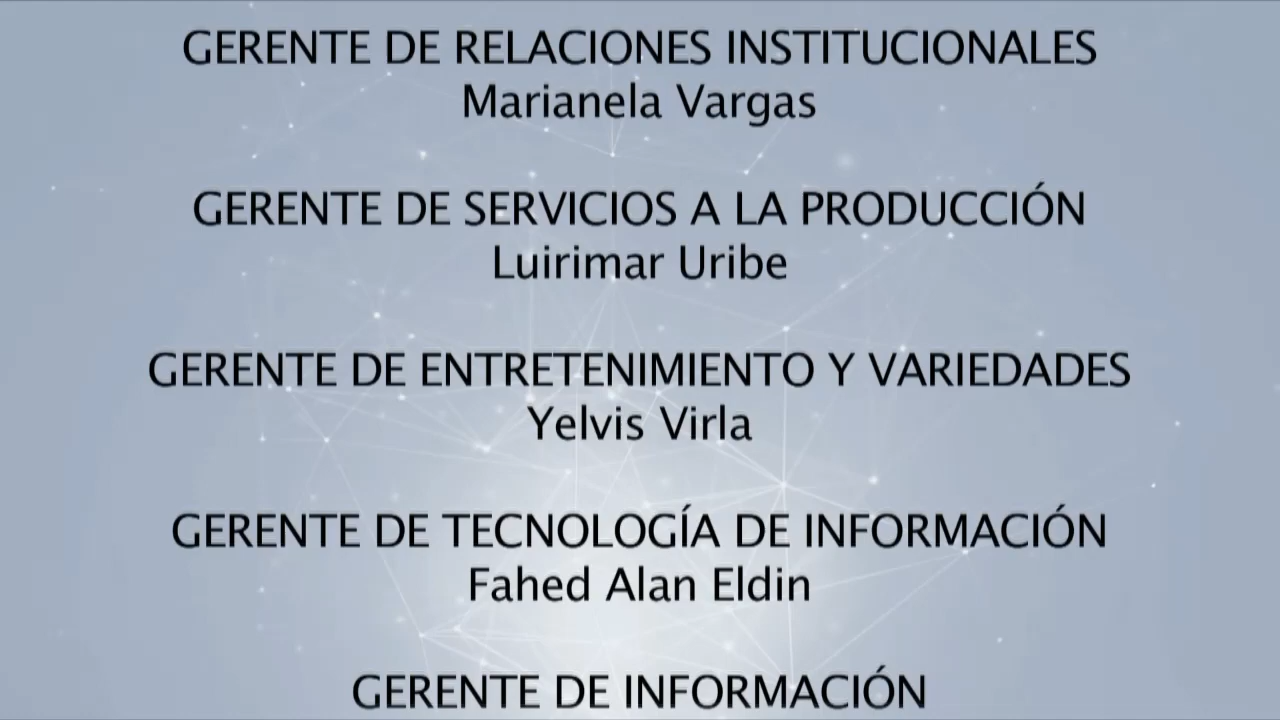 GERENTE DE RELACIONES INSTITUCIONALES
Marianela Vargas
GERENTE DE SERVICIOS A LA PRODUCCIÓN
Luirimar Uribe
GERENTE DE ENTRETENIMIENTO Y VARIEDADES
Yelvis Virla
GERENTE DE TECNOLOGÍA DE INFORMACIÓN
Fahed Alan Eldin
GERENTE DE INFORMACIÓN